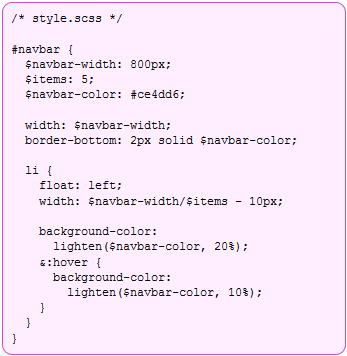 /* style.scss */

#navbar {
  $navbar-width: 800px;
  $items: 5;
  $navbar-color: #ce4dd6;

  width: $navbar-width;
  border-bottom: 2px solid $navbar-color;

  li {
    float: left;
    width: $navbar-width/$items - 10px;

    background-color:
      lighten($navbar-color, 20%);
    &:hover {
      background-color:
        lighten($navbar-color, 10%);
    }
  }
}